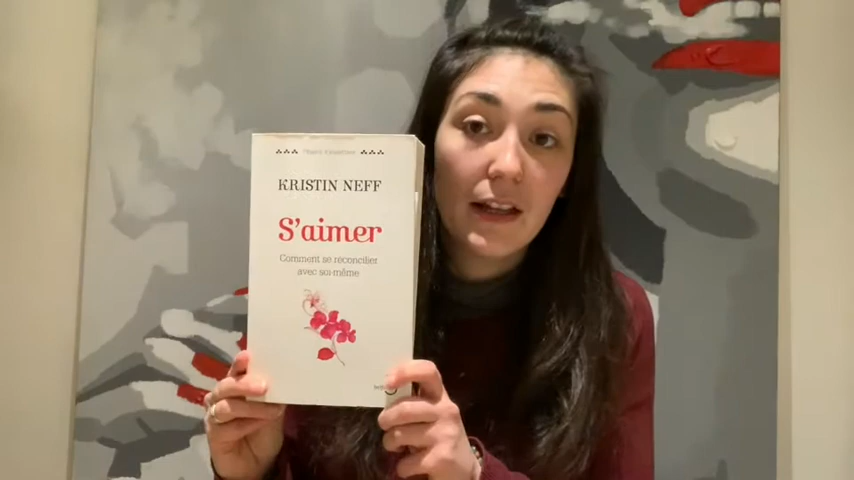 KRISTIN NEFF
S'aimer
Comment se réconcilier
avec soi-même